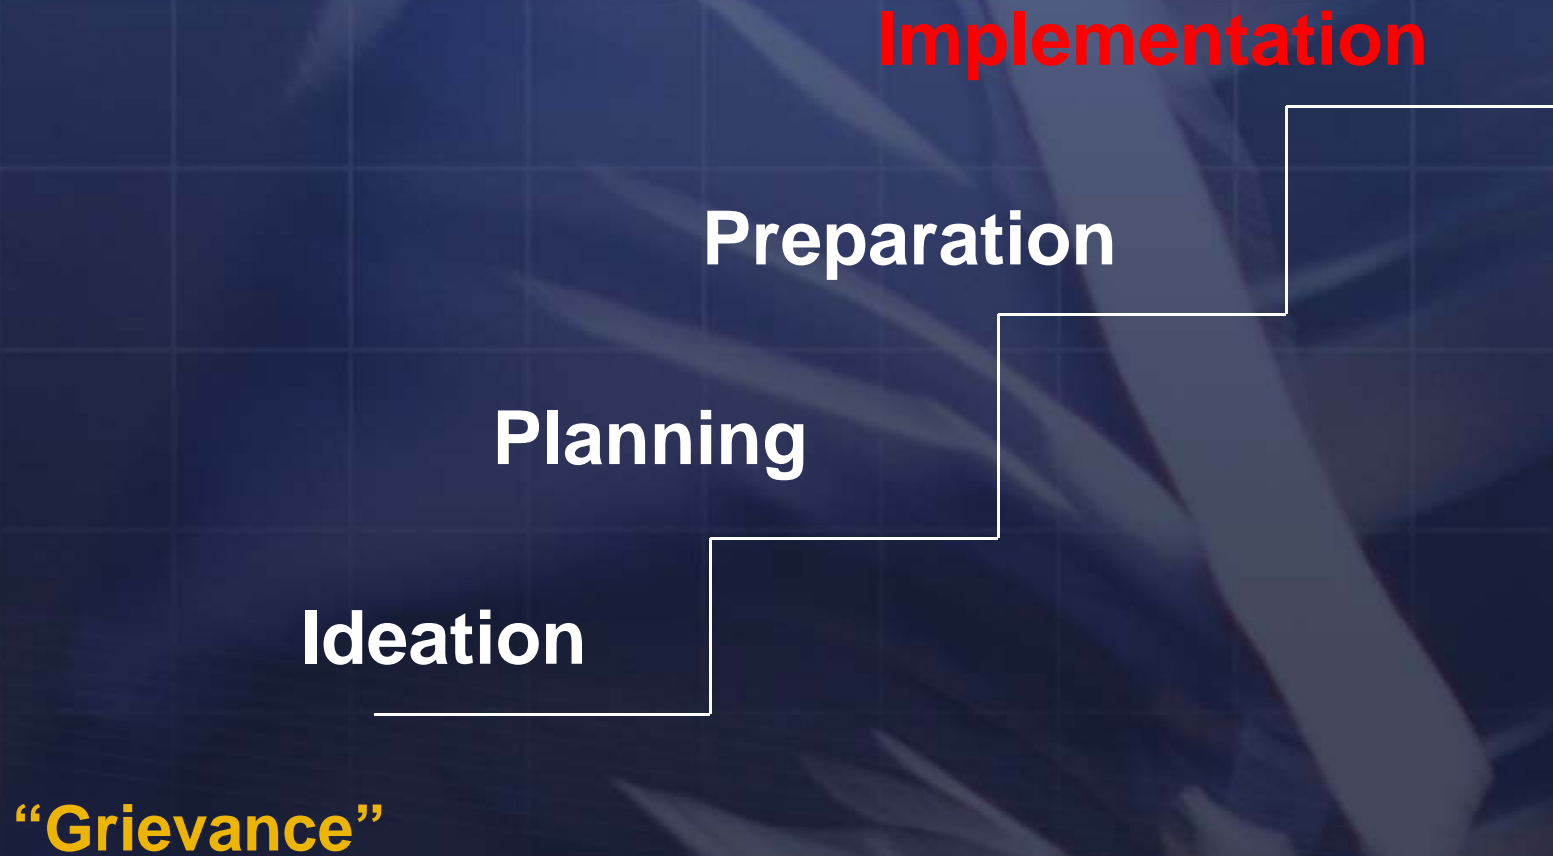 Implementation
Preparation
Planning
Ideation
“Grievance”